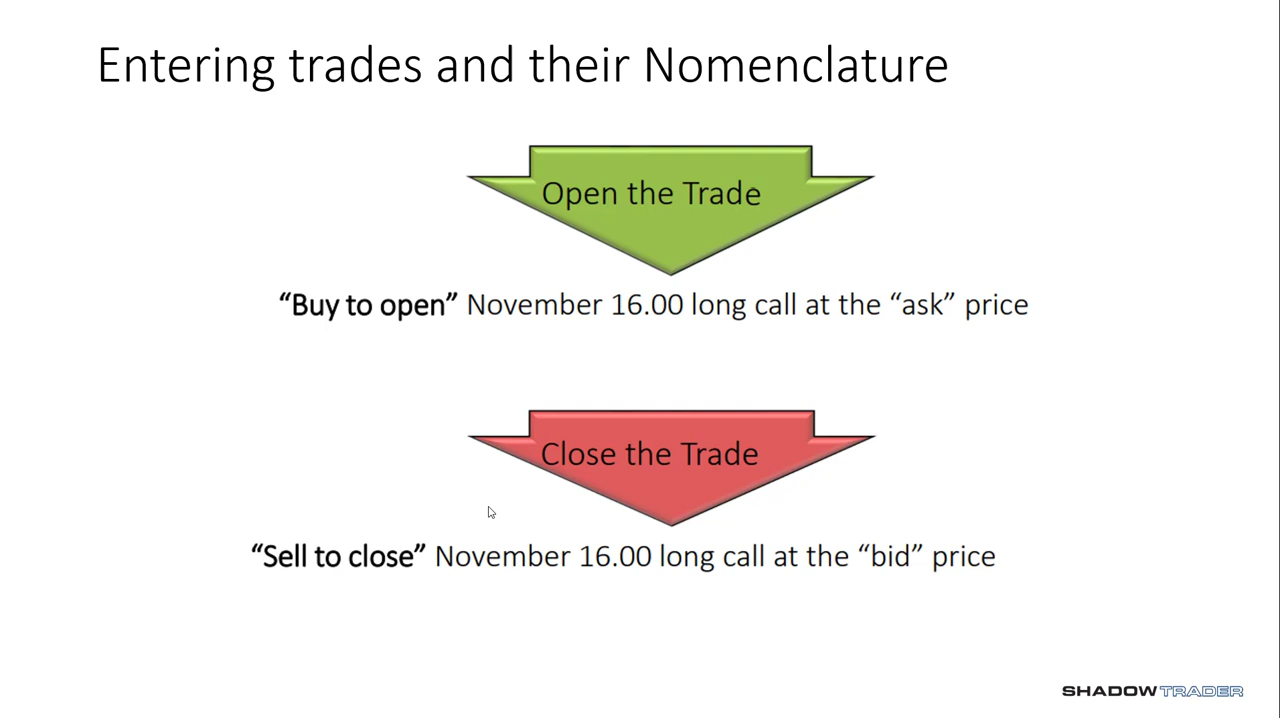 Entering trades and their Nomenclature
Open the Trade
“Buy to open” November 16.00 long call at the “ask” price
Close the Trade
“Sell to close” November 16.00 long call at the “bid” price
SHADOWTRADER